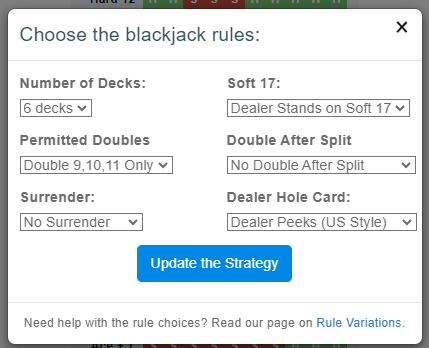 Hard 12 H H S S S H H H H H
Choose the blackjack rules:
×
Number of Decks: Soft 17:
6 decks Dealer Stands on Soft 17
Permitted Doubles Double After Split
Double 9,10,11 Only No Double After Split
Surrender: Dealer Hole Card:
No Surrender Dealer Peeks (US Style)
Update the Strategy
Need help with the rule choices? Read our page on Rule Variations.